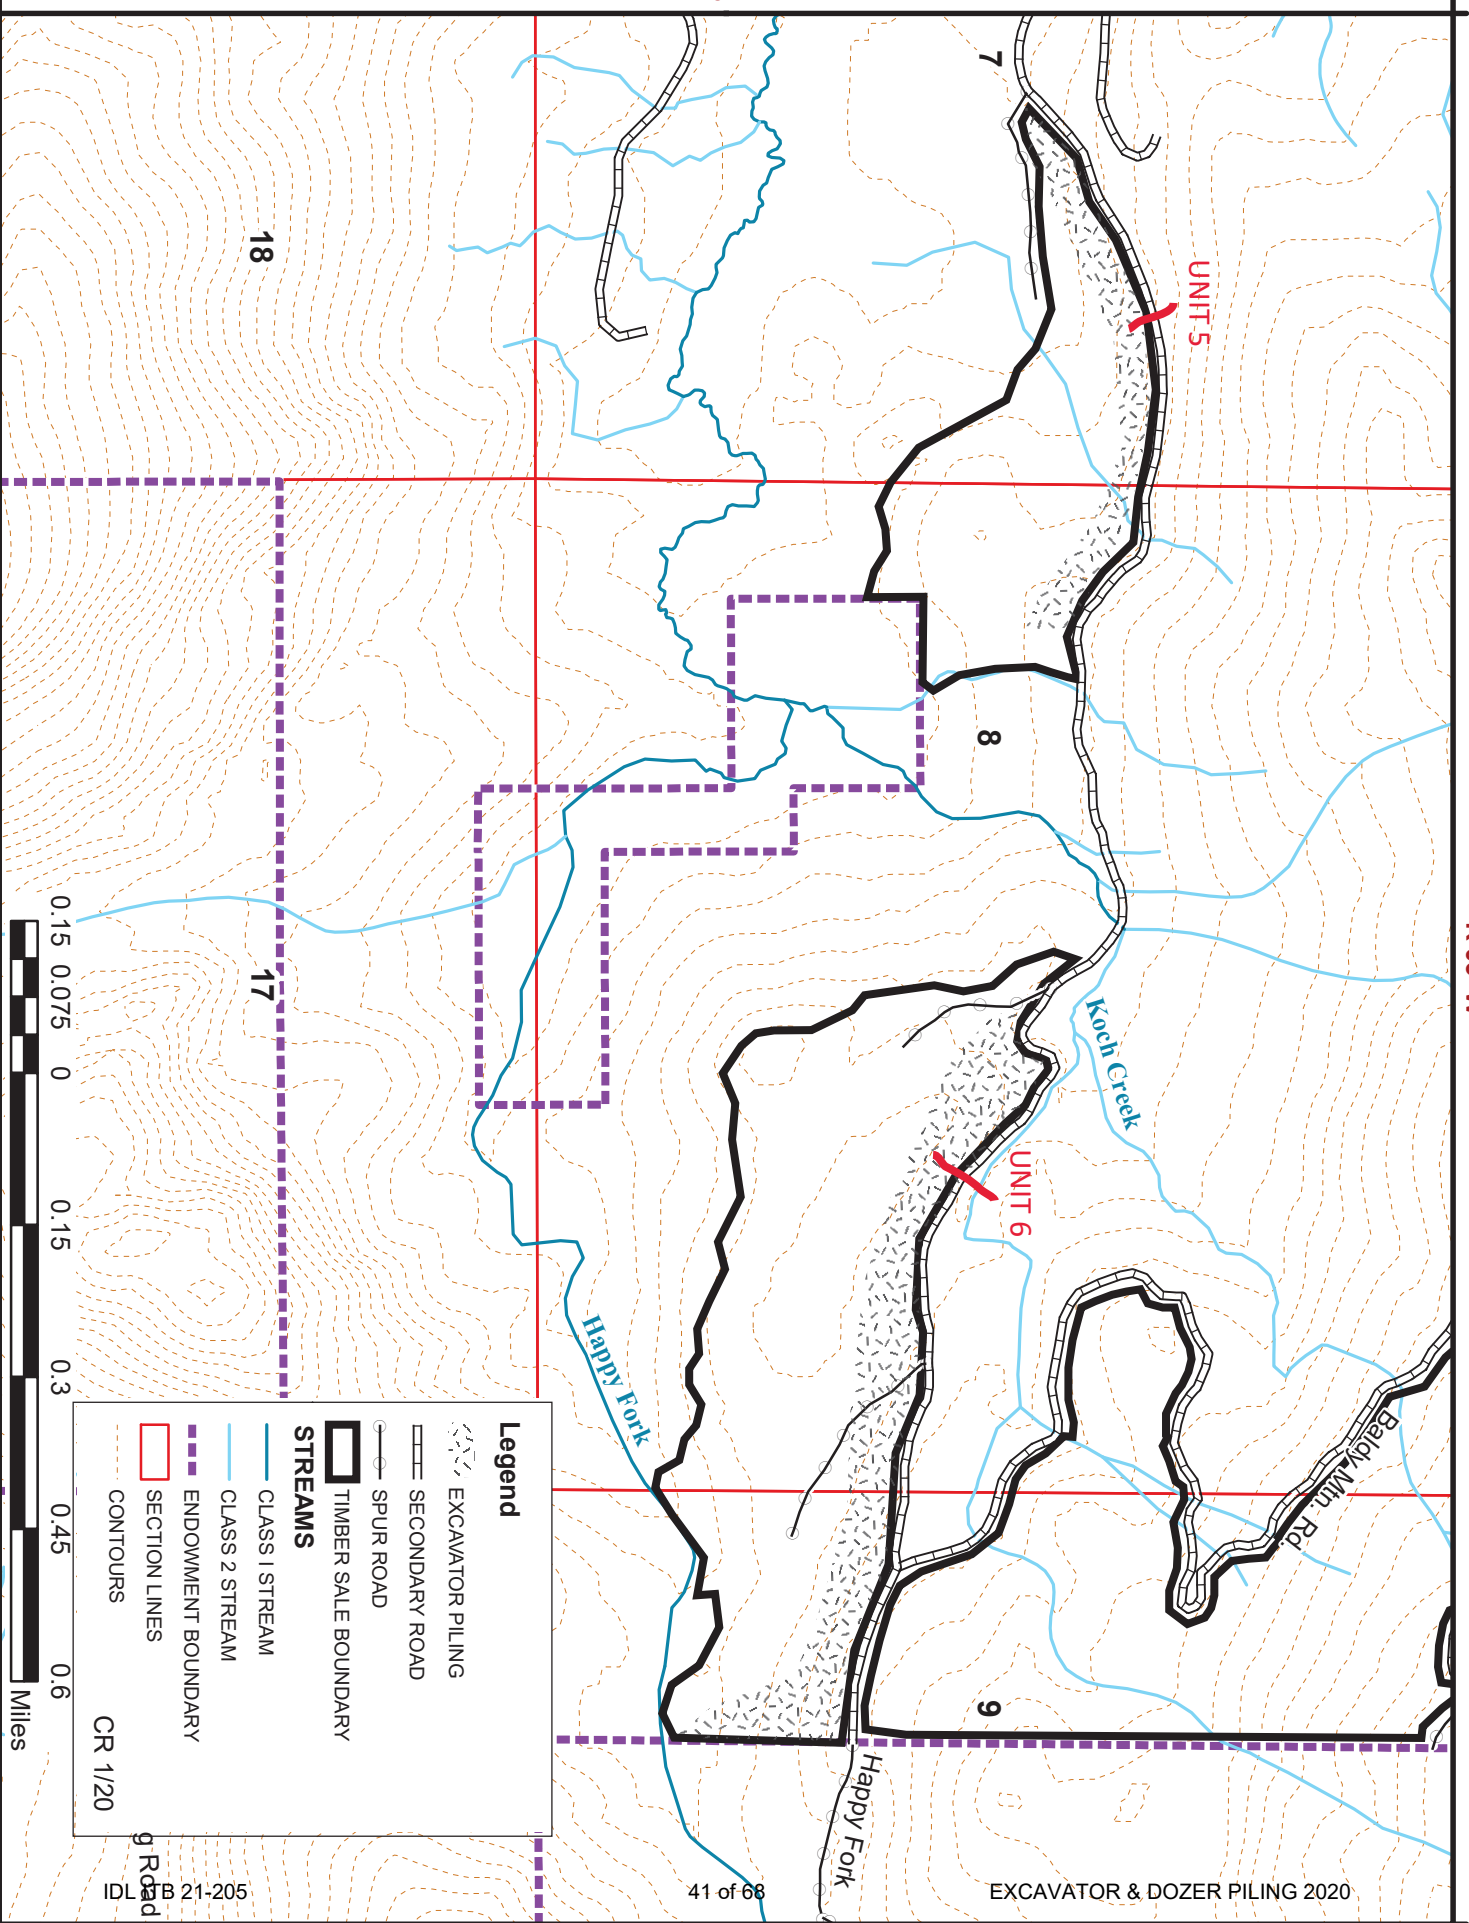 7
18
UNIT 5
8
17
Koch Creek
UNIT 6
Happy Fork
Baldy Mtn. Rd.
9
Happy Fork
Legend
EXCAVATOR PILING
SECONDARY ROAD
SPUR ROAD
TIMBER SALE BOUNDARY
STREAMS
CLASS I STREAM
CLASS 2 STREAM
ENDOWMENT BOUNDARY
SECTION LINES
CONTOURS
CR 1/20
0.15 0.075 0 0.15 0.3 0.45 0.6
Miles
g Road
IDL ITB 21-205
41 of 68
EXCAVATOR & DOZER PILING 2020